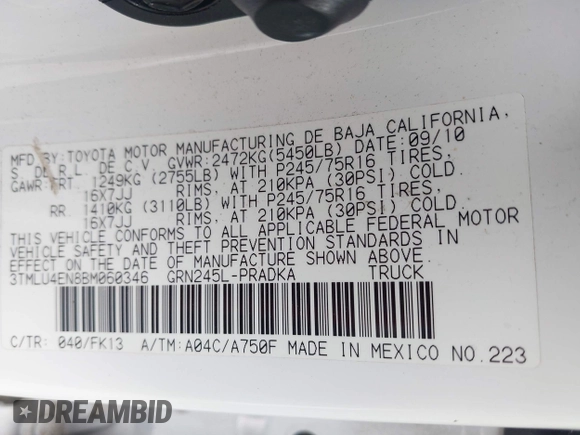 MFD.BY:TOYOTA MOTOR MANUFACTURING DE BAJA CALIFORNIA,
S. DE R.L. DE C.V. GVWR:2472KG(5450LB) DATE:09/10
GAWR:FRT. 1249KG (2755LB) WITH P245/75R16 TIRES,
16X7JJ RIMS, AT 210KPA (30PSI) COLD.
RR. 1410KG (3110LB) WITH P245/75R16 TIRES,
16X7JJ RIMS, AT 210KPA (30PSI) COLD.
THIS VEHICLE CONFORMS TO ALL APPLICABLE FEDERAL MOTOR
VEHICLE SAFETY AND THEFT PREVENTION STANDARDS IN
EFFECT ON THE DATE OF MANUFACTURE SHOWN ABOVE.
3TMLU4EN8BM060346 GRN245L-PRADKA TRUCK
C/TR: 040/FK13 A/TM:A04C/A750F MADE IN MEXICO NO.223
DREAMBID